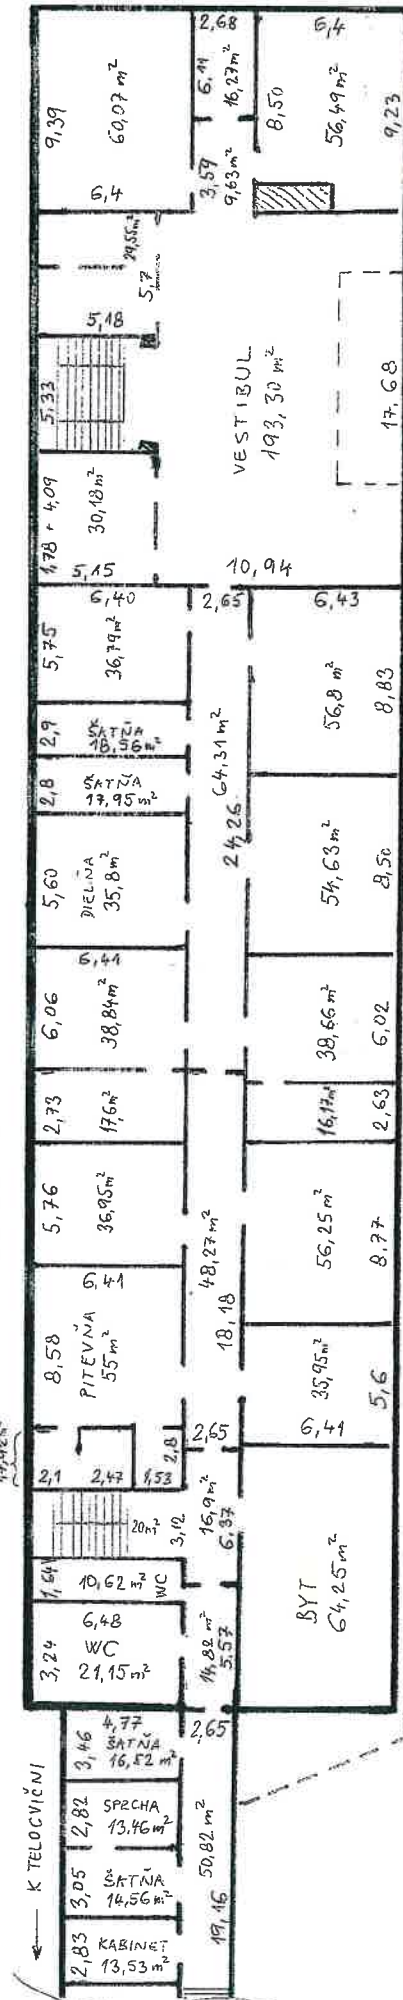 2,68
6,4
9,39
60,07 m²
6,11
16,27 m²
8,50
56,49 m²
9,23
3,59
9,63 m²
6,4
29,55 m²
5,7
5,18
5,33
VESTIBUL
193,30 m²
17,68
1,78 + 4,09
30,18 m²
5,15
10,94
6,40
2,65
6,43
5,75
36,79 m²
56,8 m²
8,83
2,9
ŠATŇA
18,56 m²
64,31 m²
24,26
2,8
ŠATŇA
17,95 m²
5,60
DIELŇA
35,8 m²
54,63 m²
8,50
6,41
6,06
38,84 m²
38,66 m²
6,02
2,73
17,6 m²
16,17 m²
2,63
5,76
36,95 m²
48,27 m²
18,18
56,25 m²
8,77
6,41
8,58
PITEVŇA
55 m²
35,95 m²
5,6
2,65
6,41
2,8
2,1
2,47
1,53
20 m²
3,12
16,9 m²
6,37
1,64
10,62 m²
WC
BYT
64,25 m²
6,48
3,24
WC
21,15 m²
14,82 m²
5,57
4,77
2,65
3,46
ŠATŇA
16,52 m²
2,82
SPRCHA
13,46 m²
50,82 m²
19,16
K TELOCVIČNI
3,05
ŠATŇA
14,56 m²
2,83
KABINET
13,53 m²